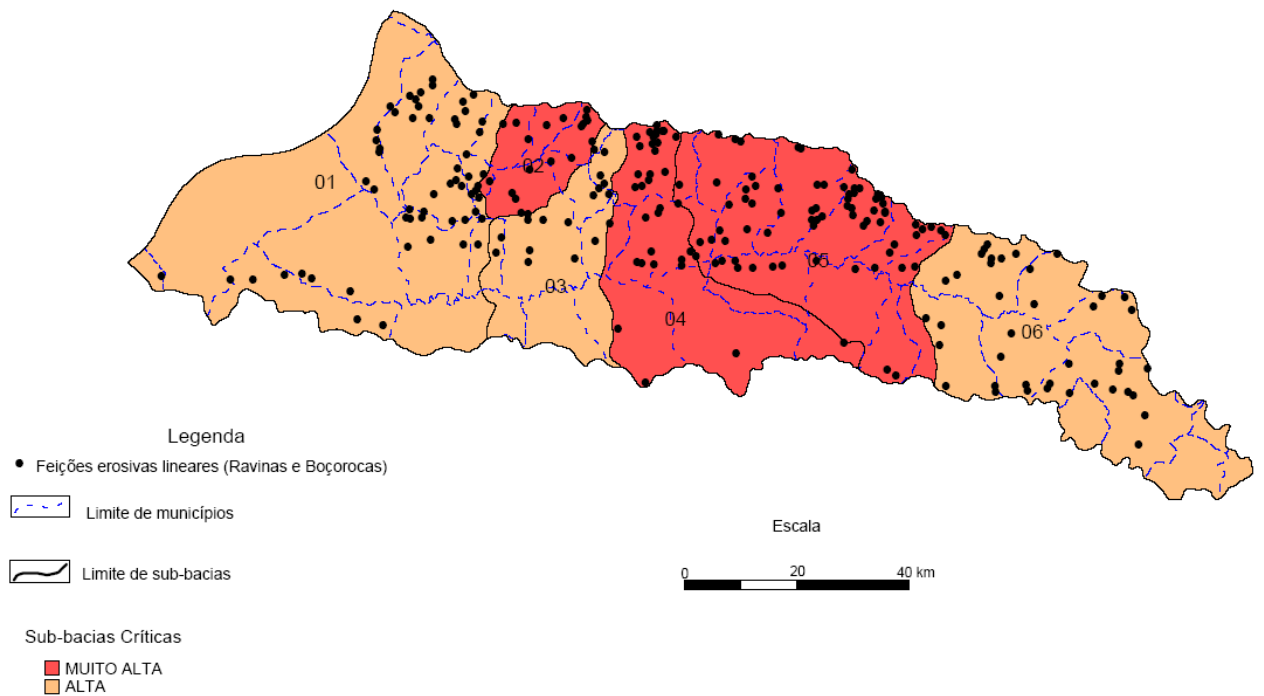 01
02
03
04
05
06
Legenda
Feições erosivas lineares (Ravinas e Boçorocas)
Limite de municípios
Limite de sub-bacias
Escala
0 20 40 km
Sub-bacias Críticas
MUITO ALTA
ALTA